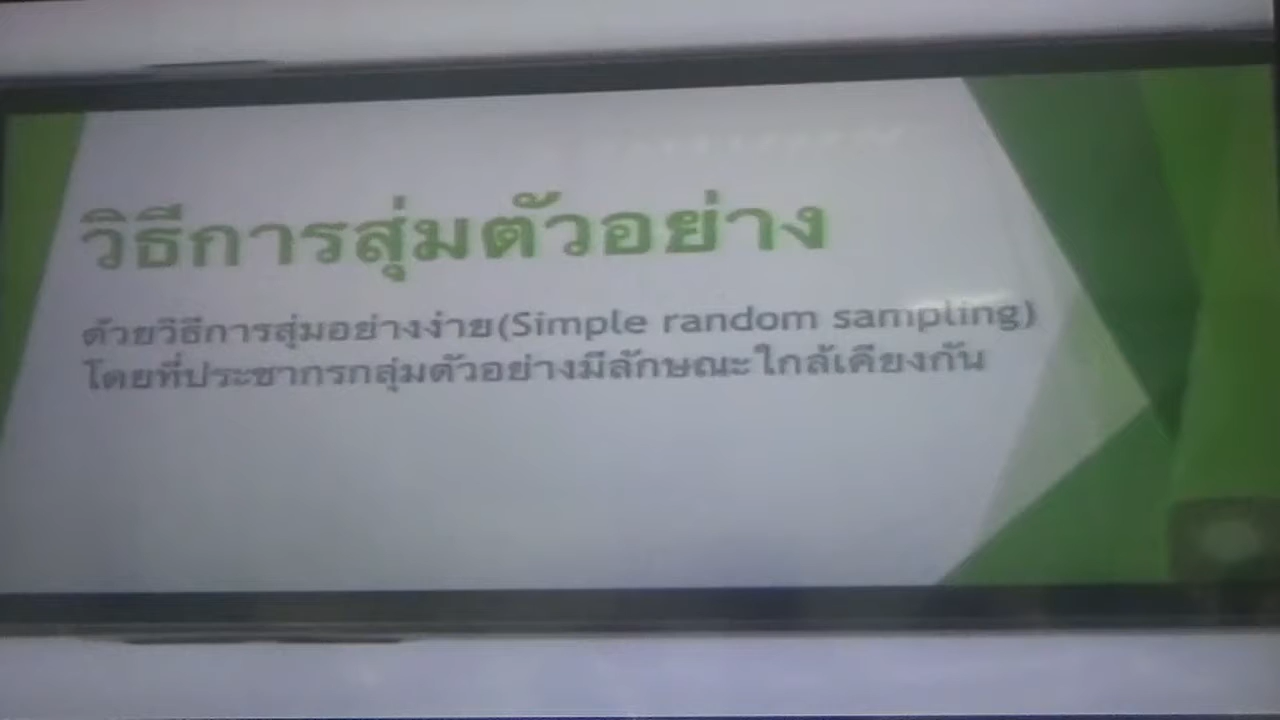 วิธีการสุ่มตัวอย่าง
ด้วยวิธีการสุ่มอย่างง่าย(Simple random sampling)
โดยที่ประชากรกลุ่มตัวอย่างมีลักษณะใกล้เคียงกัน